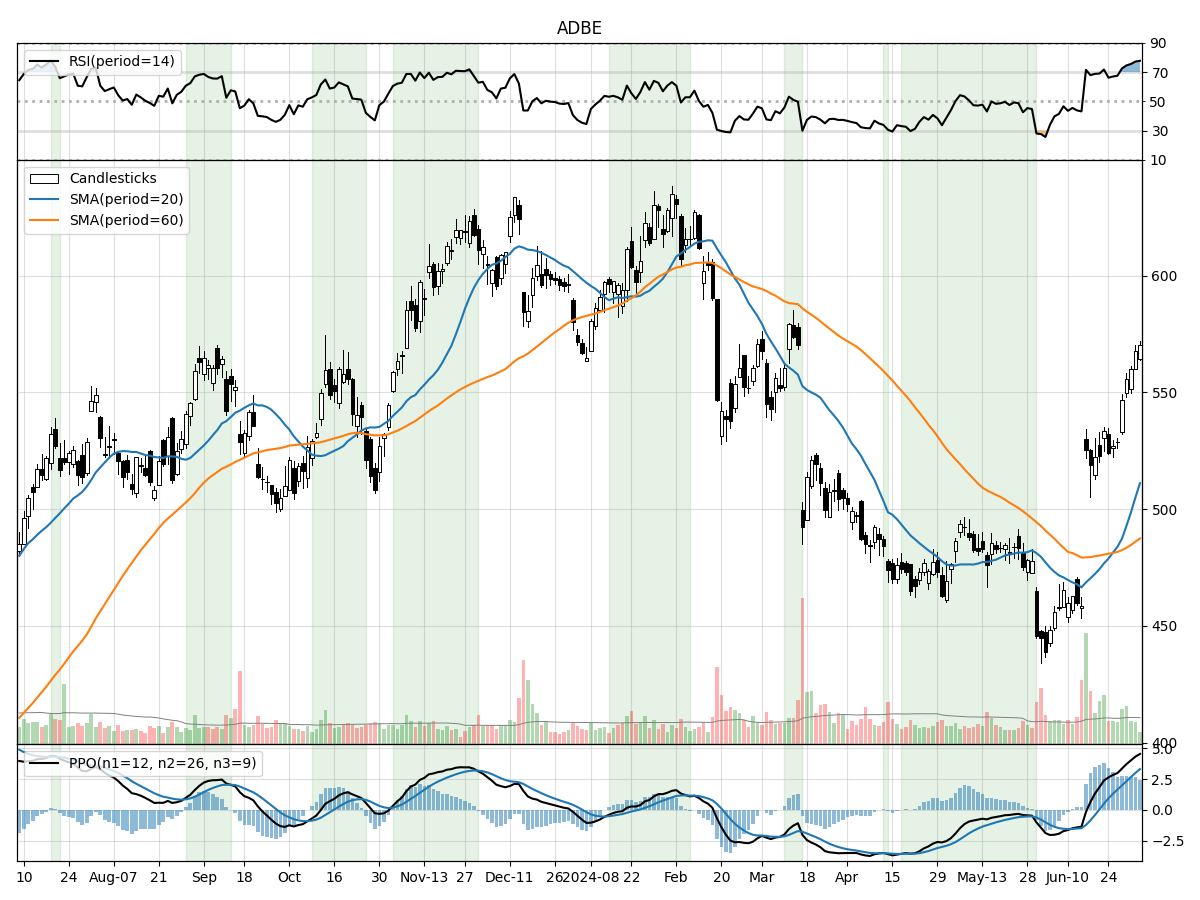 ADBE
RSI(period=14)
90
70
50
30
10
Candlesticks
SMA(period=20)
SMA(period=60)
600
550
500
450
400
PPO(n1=12, n2=26, n3=9)
5.0
2.5
0.0
−2.5
10 24 Aug-07 21 Sep 18 Oct 16 30 Nov-13 27 Dec-11 26 2024-08 22 Feb 20 Mar 18 Apr 15 29 May-13 28 Jun-10 24